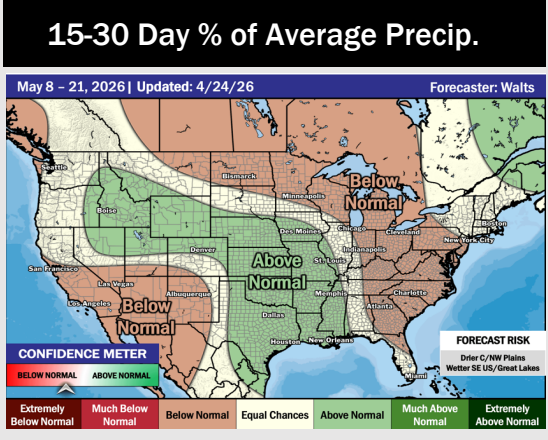 15-30 Day % of Average Precip.
May 8 – 21, 2026| Updated: 4/24/26
Forecaster: Walts
Seattle
Bismarck
Minneapolis
Below
Normal
Boise
Boston
Des Moines
Chicago
Cleveland
New York City
Denver
Indianapolis
San Francisco
Above
Normal
St. Louis
Las Vegas
Los Angeles
Albuquerque
Below
Normal
Memphis
Charlotte
Atlanta
Dallas
Houston
New Orleans
Miami
CONFIDENCE METER
BELOW NORMAL
ABOVE NORMAL
FORECAST RISK
Drier C/NW Plains
Wetter SE US/Great Lakes
Extremely
Below Normal
Much Below
Normal
Below Normal
Equal Chances
Above Normal
Much Above
Normal
Extremely
Above Normal